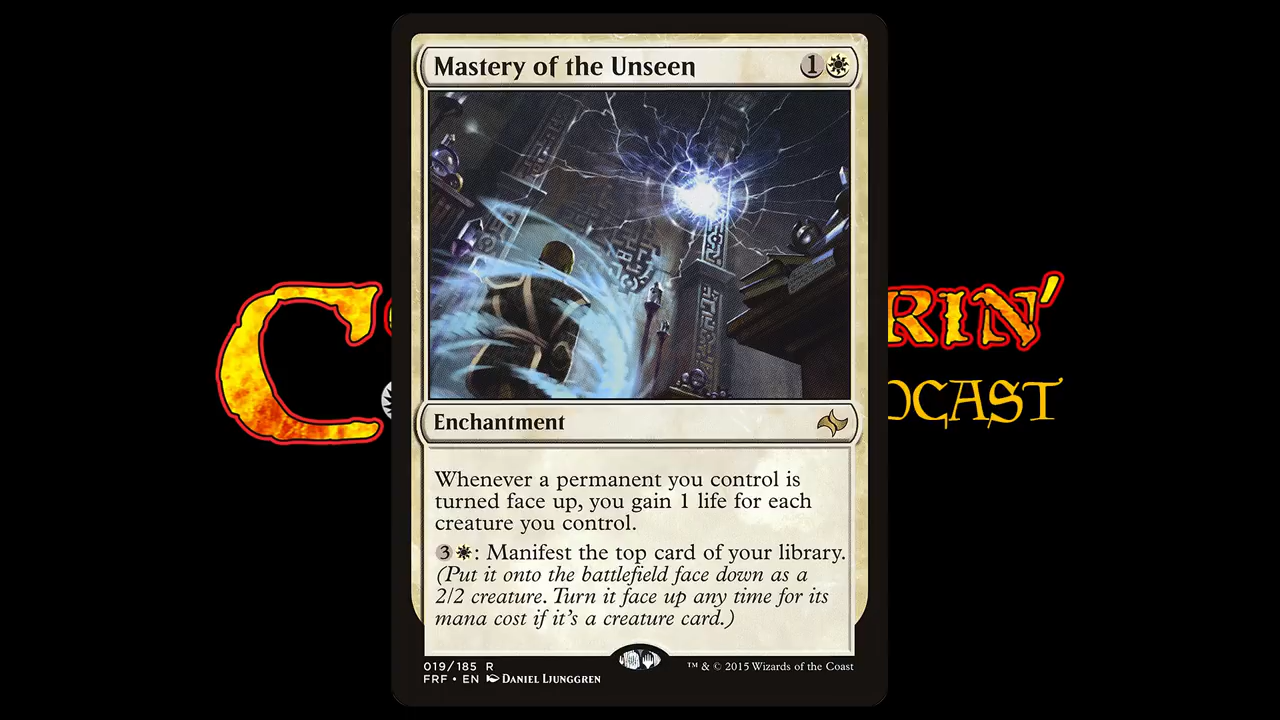 Mastery of the Unseen 1
Enchantment
Whenever a permanent you control is
turned face up, you gain 1 life for each
creature you control.
3 : Manifest the top card of your library.
(Put it onto the battlefield face down as a
2/2 creature. Turn it face up any time for its
mana cost if it's a creature card.)
019/185 R
FRF • EN DANIEL LJUNGGREN
™ & © 2015 Wizards of the Coast